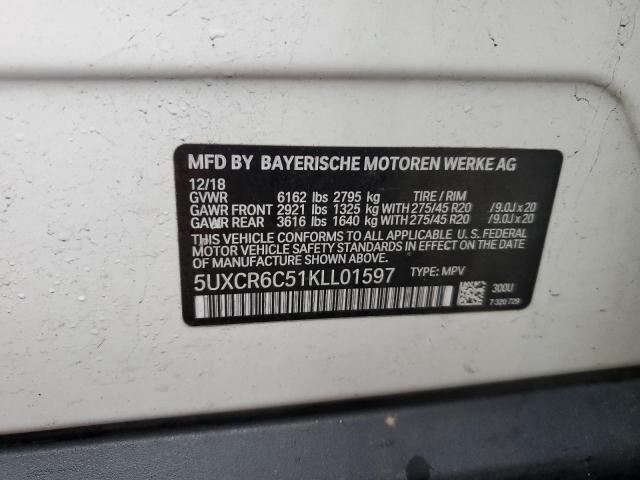 MFD BY BAYERISCHE MOTOREN WERKE AG
12/18
GVWR 6162 lbs 2795 kg TIRE / RIM
GAWR FRONT 2921 lbs 1325 kg WITH 275/45 R20 /9.0J x 20
GAWR REAR 3616 lbs 1640 kg WITH 275/45 R20 /9.0J x 20
THIS VEHICLE CONFORMS TO ALL APPLICABLE U. S. FEDERAL
MOTOR VEHICLE SAFETY STANDARDS IN EFFECT ON THE DATE
OF MANUFACTURE SHOWN ABOVE.
5UXCR6C51KLL01597 TYPE: MPV
300U
7 320 729